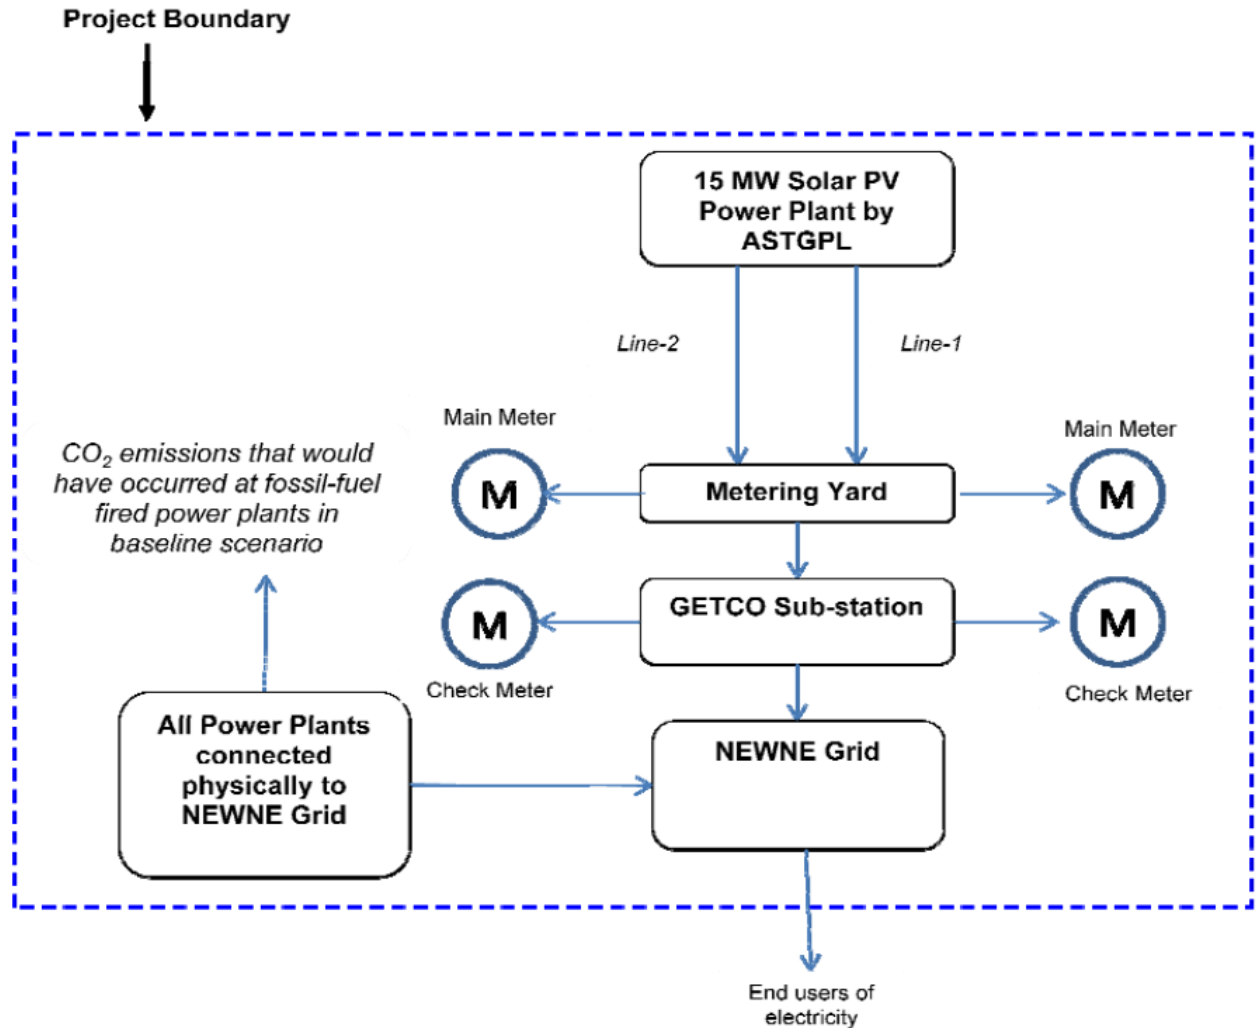 Project Boundary
15 MW Solar PV
Power Plant by
ASTGPL
Line-2
Line-1
Main Meter
Main Meter
CO₂ emissions that would
have occurred at fossil-fuel
fired power plants in
baseline scenario
M
Metering Yard
M
GETCO Sub-station
M
M
Check Meter
Check Meter
All Power Plants
connected
physically to
NEWNE Grid
NEWNE Grid
End users of
electricity